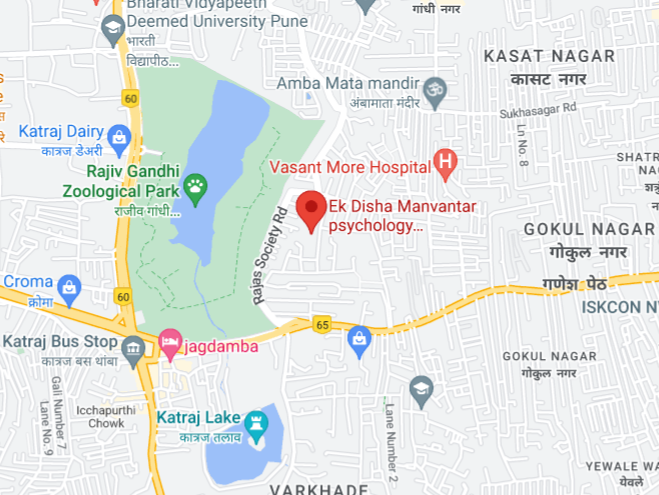 Bharati Vidyapeeth
Deemed University Pune
भारती
विद्यापीठ...
गांधी नगर
KASAT NAGAR
कासट नगर
Amba Mata mandir
अंबामाता मंदीर
Sukhasagar Rd
Ln No. 8
60
Katraj Dairy
कात्रज डेअरी
Vasant More Hospital
H
SHATR
NAG
Rajiv Gandhi
Zoological Park
राजीव गांधी...
Ek Disha Manvantar
psychology...
Rajas Society Rd
GOKUL NAGAR
गोकुल नगर
गणेश पेठ
Croma
क्रोमा
60
ISKCON N
65
Katraj Bus Stop
कात्रज बस थांबा
jagdamba
GOKUL NAGAR
गोकुल नगर
Gali Number 7
Lane No. 9
Icchapurthi
Chowk
Katraj Lake
कात्रज तलाव
Lane Number 2
YEWALE WA
येवले
VARKHADE